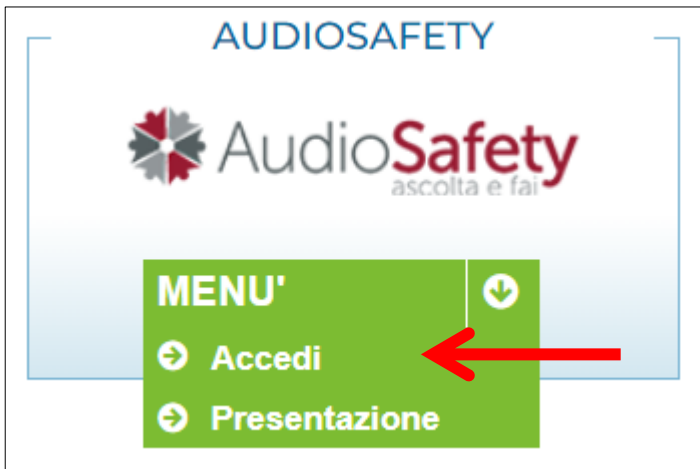 AUDIOSAFETY
AudioSafety
ascolta e fai
MENU'
Accedi
Presentazione